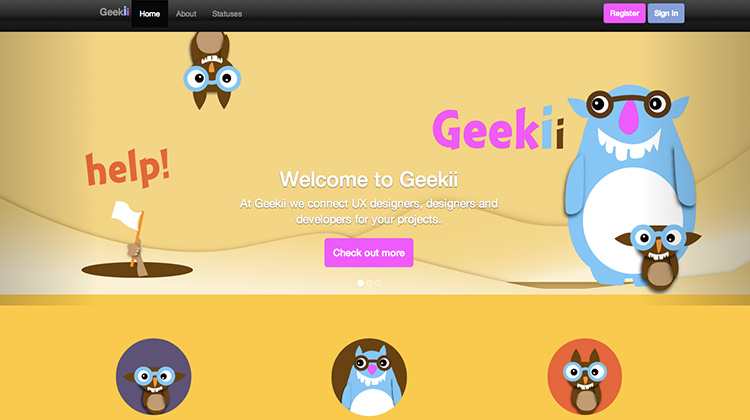 Geekii Home About Statuses Register Sign In
help!
Geekii
Welcome to Geekii
At Geekii we connect UX designers, designers and
developers for your projects.
Check out more